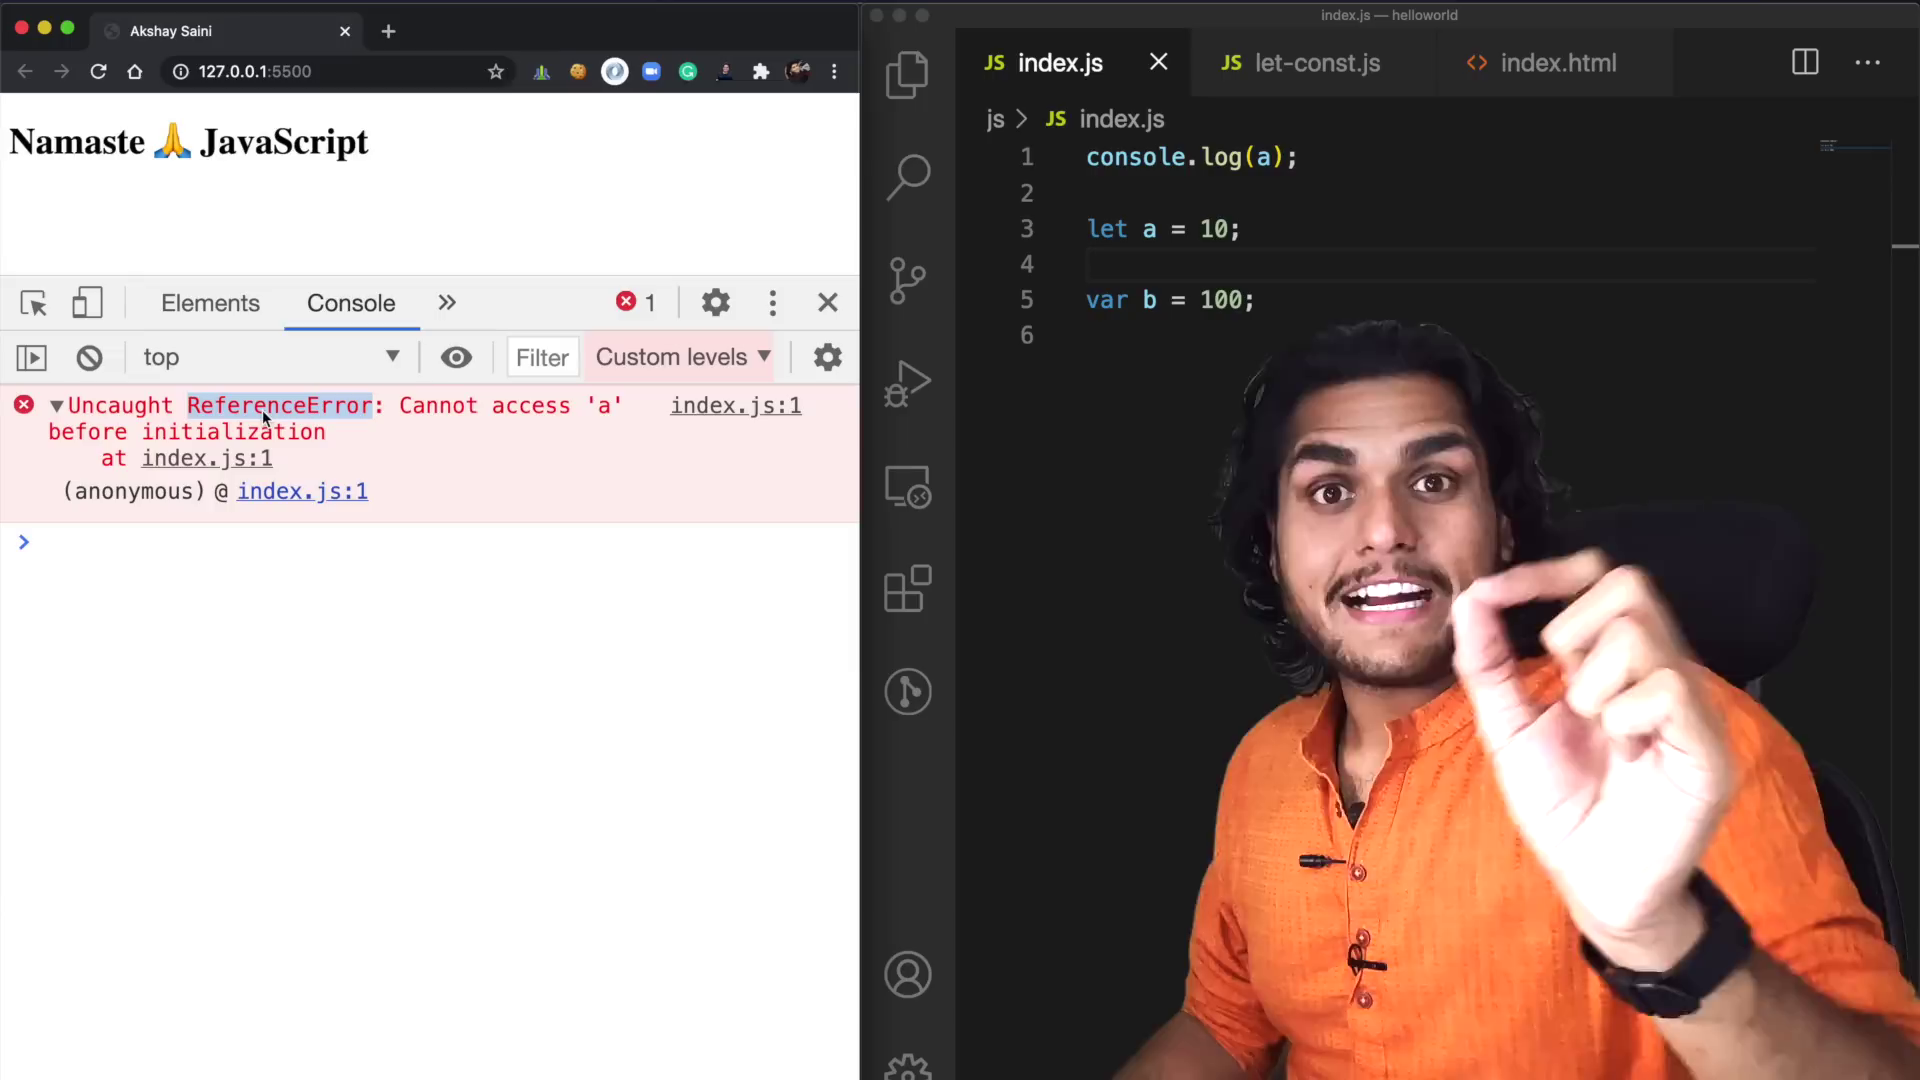 Akshay Saini
127.0.0.1:5500
Namaste 🙏 JavaScript
Elements Console » 1
top Filter Custom levels
Uncaught ReferenceError: Cannot access 'a' index.js:1
before initialization
at index.js:1
(anonymous) @ index.js:1
>
index.js — helloworld
JS index.js JS let-const.js <> index.html
js > JS index.js
1 console.log(a);
2
3 let a = 10;
4
5 var b = 100;
6